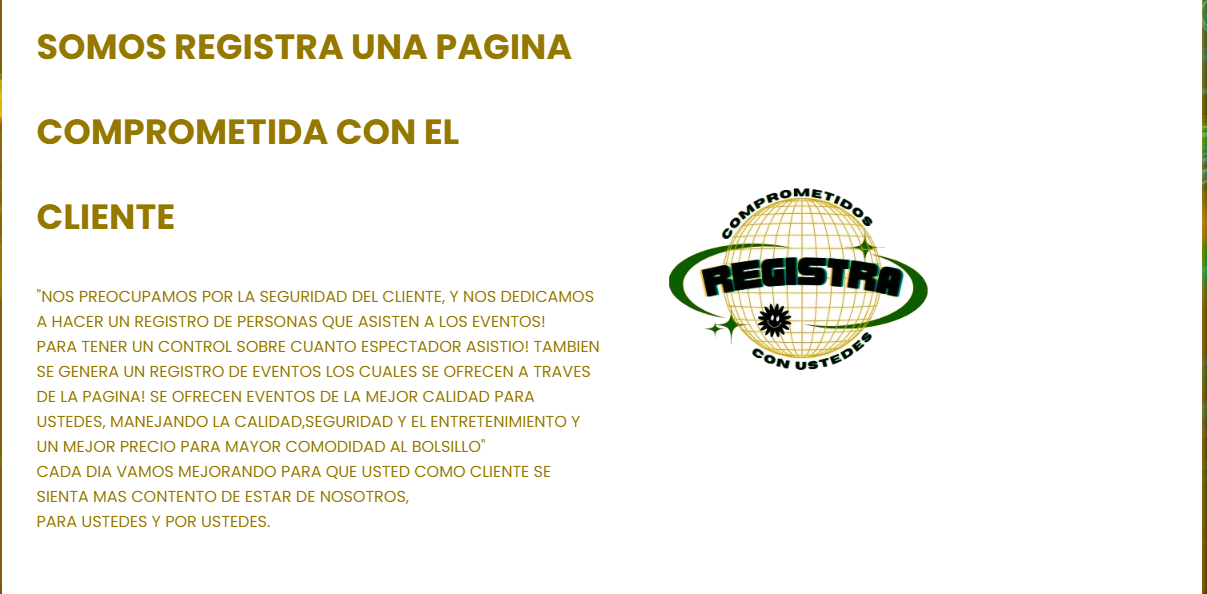 SOMOS REGISTRA UNA PAGINA
COMPROMETIDA CON EL
CLIENTE
"NOS PREOCUPAMOS POR LA SEGURIDAD DEL CLIENTE, Y NOS DEDICAMOS
A HACER UN REGISTRO DE PERSONAS QUE ASISTEN A LOS EVENTOS!
PARA TENER UN CONTROL SOBRE CUANTO ESPECTADOR ASISTIO! TAMBIEN
SE GENERA UN REGISTRO DE EVENTOS LOS CUALES SE OFRECEN A TRAVES
DE LA PAGINA! SE OFRECEN EVENTOS DE LA MEJOR CALIDAD PARA
USTEDES, MANEJANDO LA CALIDAD,SEGURIDAD Y EL ENTRETENIMIENTO Y
UN MEJOR PRECIO PARA MAYOR COMODIDAD AL BOLSILLO"
CADA DIA VAMOS MEJORANDO PARA QUE USTED COMO CLIENTE SE
SIENTA MAS CONTENTO DE ESTAR DE NOSOTROS,
PARA USTEDES Y POR USTEDES.
COMPROMETIDOS
REGISTRA
CON USTEDES